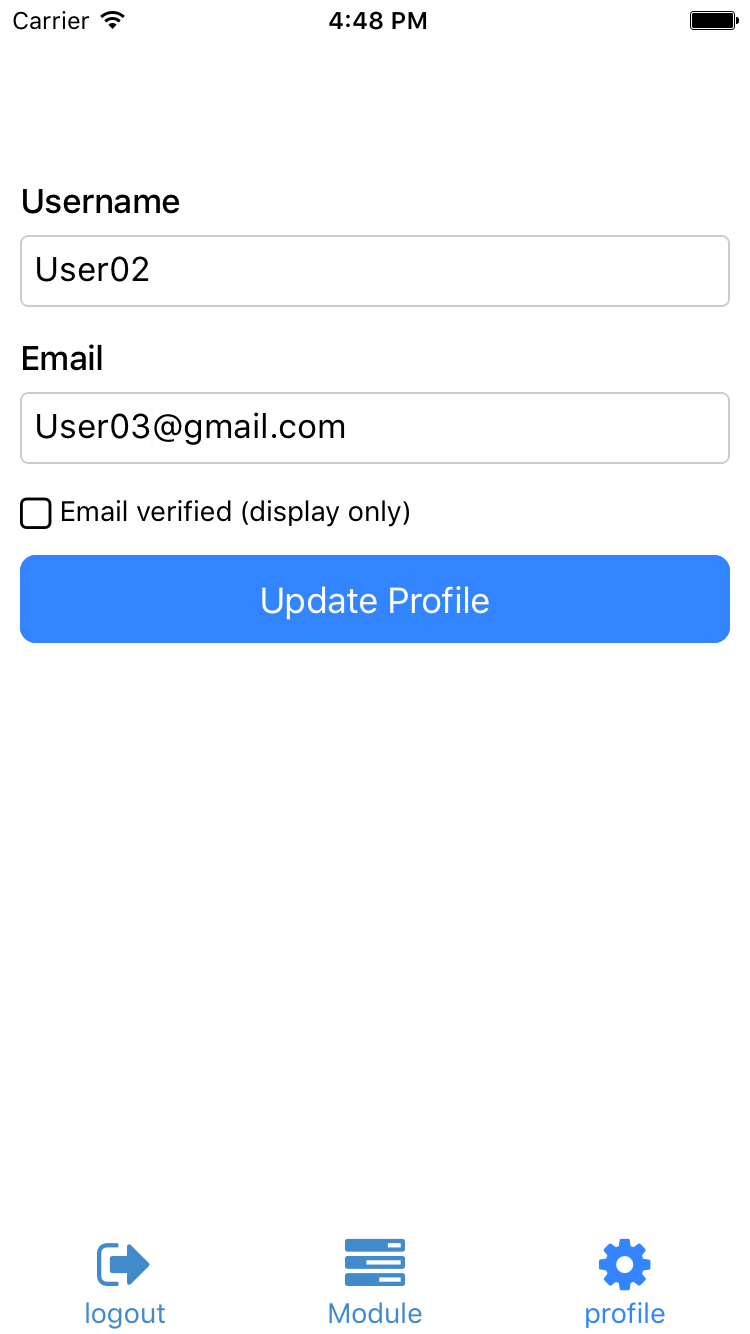 Carrier 4:48 PM
Username
User02
Email
User03@gmail.com
Email verified (display only)
Update Profile
logout Module profile